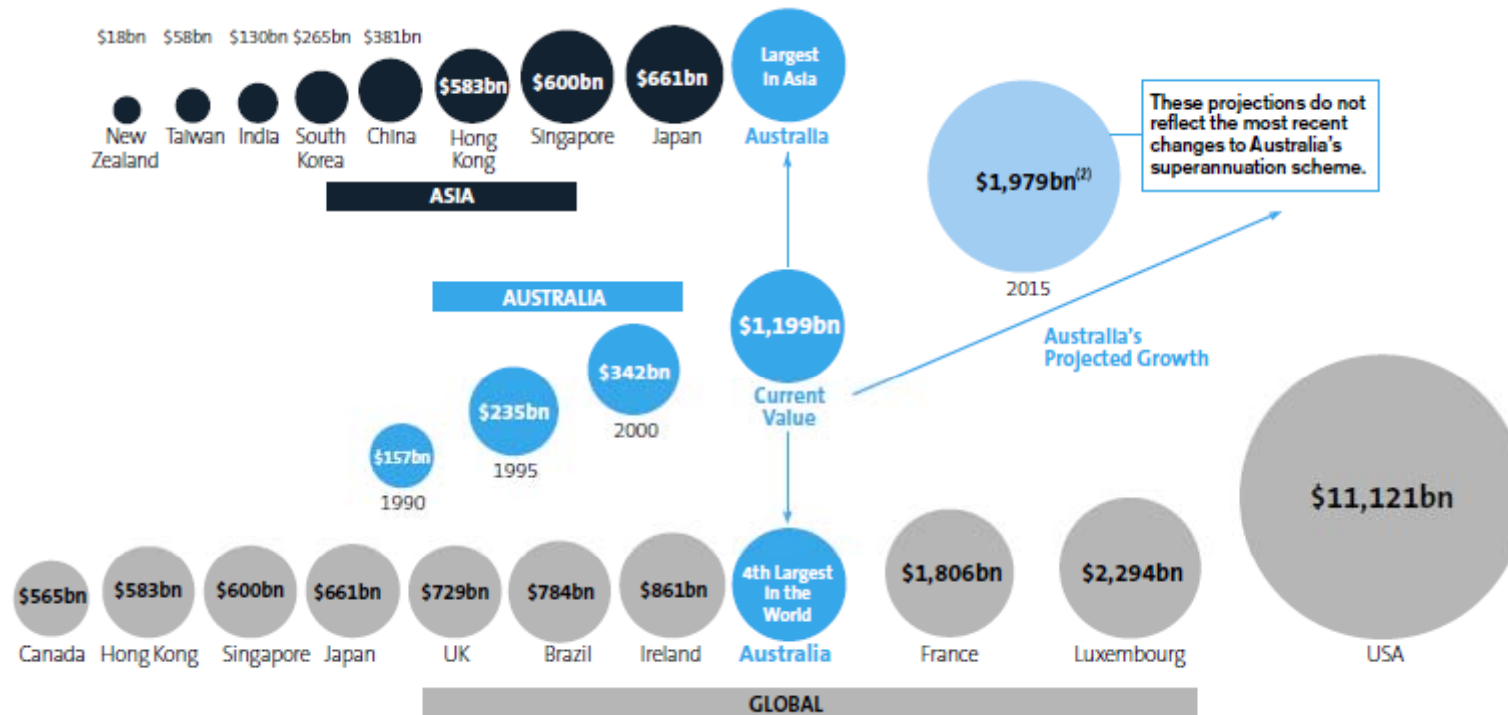 $18bn $58bn $130bn $265bn $381bn
$583bn
$600bn
$661bn
Largest
In Asia
New
Zealand
Taiwan
India
South
Korea
China
Hong
Kong
Singapore
Japan
Australia
ASIA
$1,979bn(2)
2015
These projections do not
reflect the most recent
changes to Australia's
superannuation scheme.
AUSTRALIA
$157bn
1990
$235bn
1995
$342bn
2000
$1,199bn
Current
Value
Australia's
Projected Growth
$565bn
$583bn
$600bn
$661bn
$729bn
$784bn
$861bn
4th Largest
In the
World
$1,806bn
$2,294bn
$11,121bn
Canada
Hong Kong
Singapore
Japan
UK
Brazil
Ireland
Australia
France
Luxembourg
USA
GLOBAL